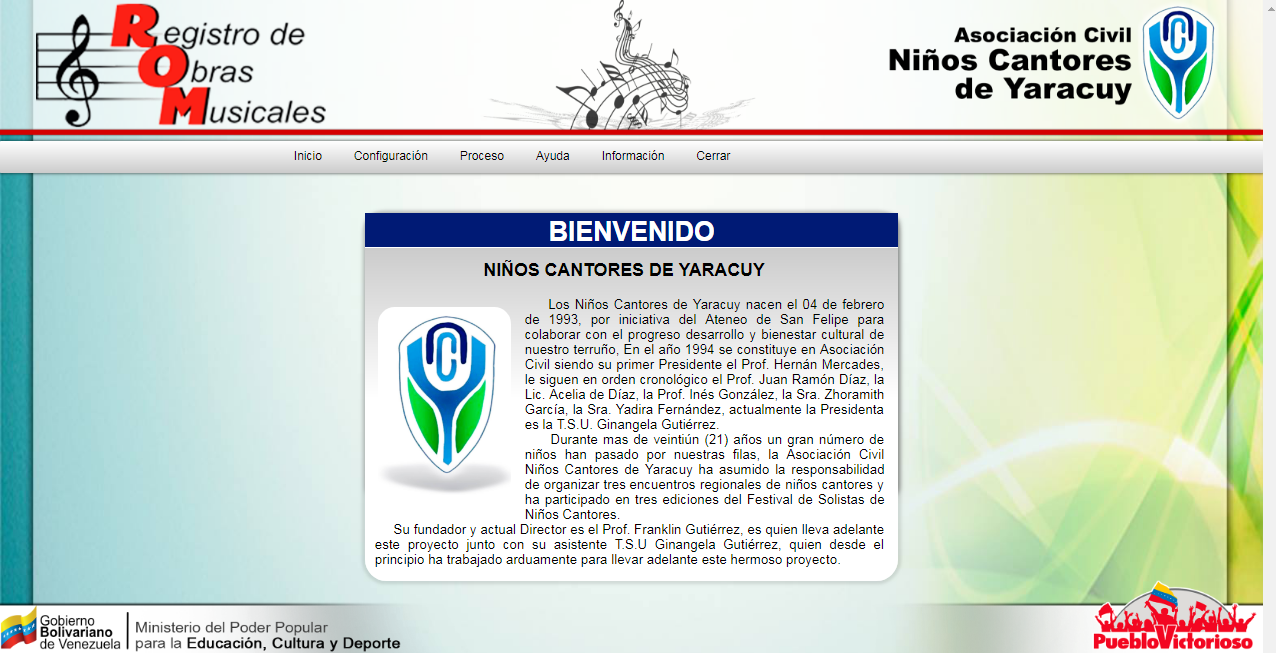 Registro de
Obras
Musicales
Asociación Civil
Niños Cantores
de Yaracuy
Inicio Configuración Proceso Ayuda Información Cerrar
BIENVENIDO
NIÑOS CANTORES DE YARACUY
Los Niños Cantores de Yaracuy nacen el 04 de febrero
de 1993, por iniciativa del Ateneo de San Felipe para
colaborar con el progreso desarrollo y bienestar cultural de
nuestro terruño, En el año 1994 se constituye en Asociación
Civil siendo su primer Presidente el Prof. Hernán Mercades,
le siguen en orden cronológico el Prof. Juan Ramón Díaz, la
Lic. Acelia de Díaz, la Prof. Inés González, la Sra. Zhoramith
García, la Sra. Yadira Fernández, actualmente la Presidenta
es la T.S.U. Ginangela Gutiérrez.
Durante mas de veintiún (21) años un gran número de
niños han pasado por nuestras filas, la Asociación Civil
Niños Cantores de Yaracuy ha asumido la responsabilidad
de organizar tres encuentros regionales de niños cantores y
ha participado en tres ediciones del Festival de Solistas de
Niños Cantores.
Su fundador y actual Director es el Prof. Franklin Gutiérrez, es quien lleva adelante
este proyecto junto con su asistente T.S.U Ginangela Gutiérrez, quien desde el
principio ha trabajado arduamente para llevar adelante este hermoso proyecto.
Gobierno
Bolivariano
de Venezuela
Ministerio del Poder Popular
para la Educación, Cultura y Deporte
PuebloVictorioso